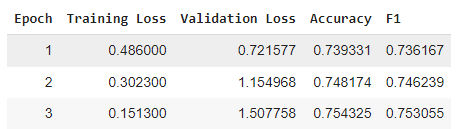 Epoch Training Loss Validation Loss Accuracy F1
1 0.486000 0.721577 0.739331 0.736167
2 0.302300 1.154968 0.748174 0.746239
3 0.151300 1.507758 0.754325 0.753055